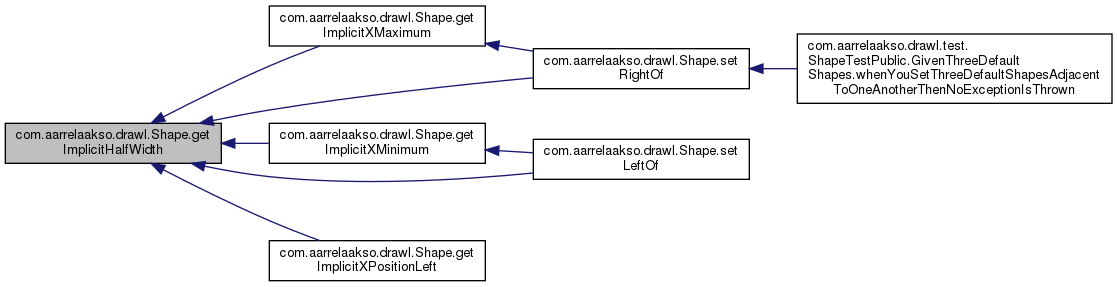 com.aarrelaakso.drawl.Shape.get
ImplicitHalfWidth
com.aarrelaakso.drawl.Shape.get
ImplicitXMaximum
com.aarrelaakso.drawl.Shape.set
RightOf
com.aarrelaakso.drawl.test.
ShapeTestPublic.GivenThreeDefault
Shapes.whenYouSetThreeDefaultShapesAdjacent
ToOneAnotherThenNoExceptionIsThrown
com.aarrelaakso.drawl.Shape.get
ImplicitXMinimum
com.aarrelaakso.drawl.Shape.set
LeftOf
com.aarrelaakso.drawl.Shape.get
ImplicitXPositionLeft